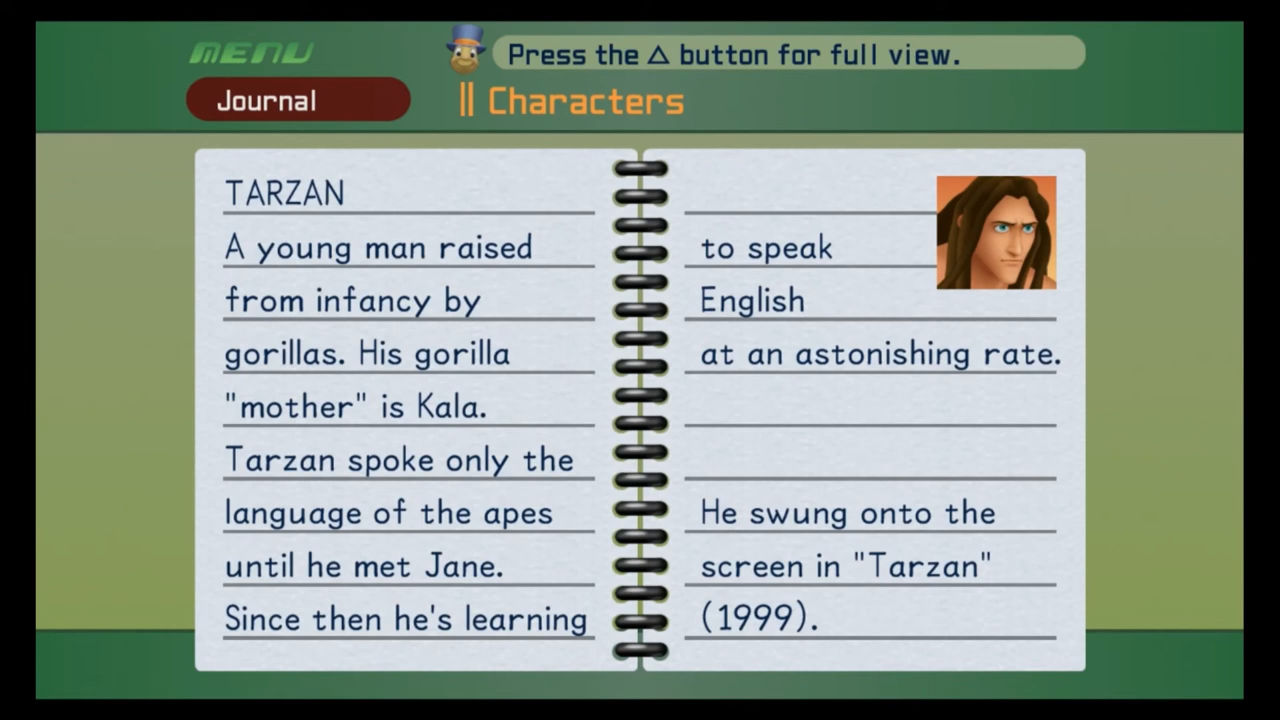 MENU
Press the △ button for full view.
Journal
Characters
TARZAN
A young man raised
from infancy by
gorillas. His gorilla
"mother" is Kala.
Tarzan spoke only the
language of the apes
until he met Jane.
Since then he's learning
to speak
English
at an astonishing rate.
He swung onto the
screen in "Tarzan"
(1999).